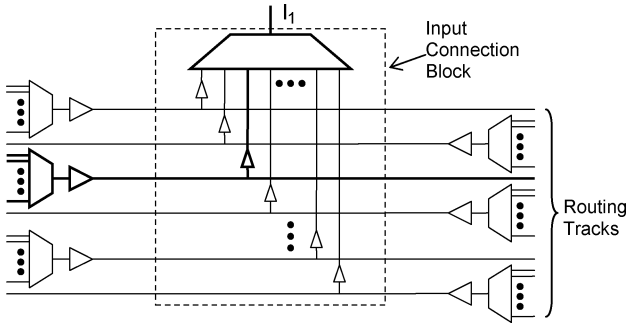 I1
Input
Connection
Block
Routing
Tracks